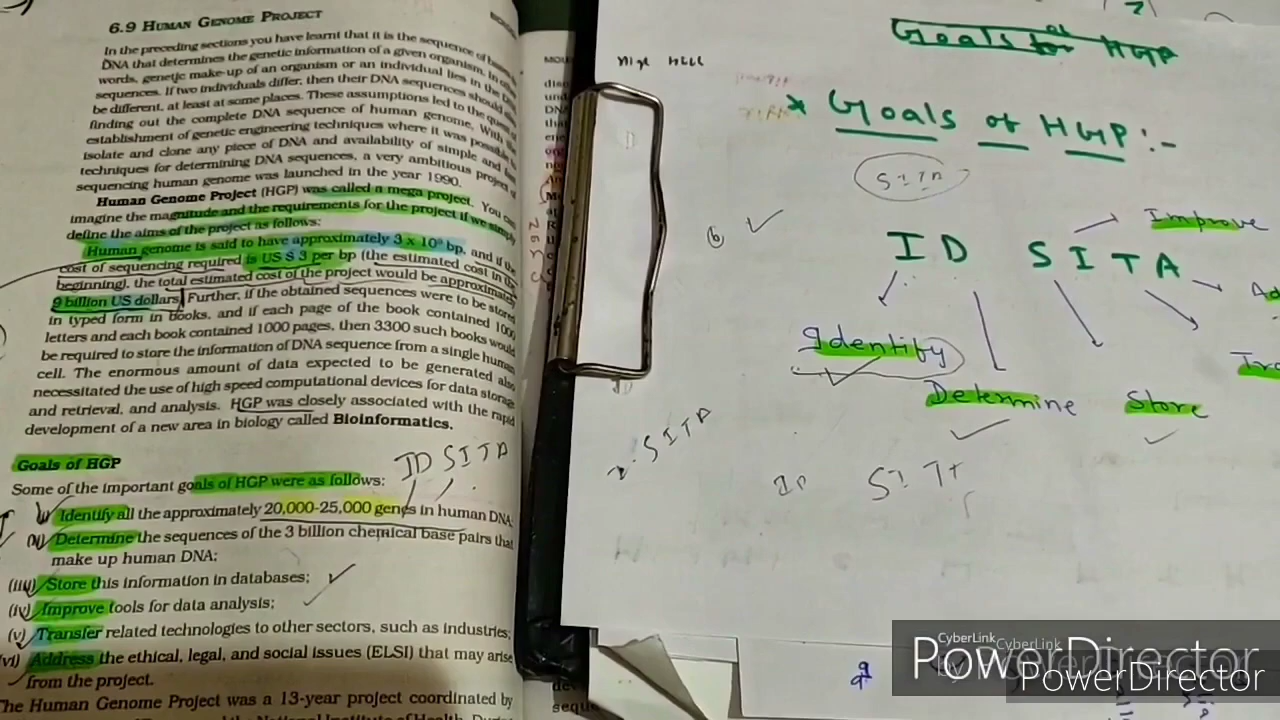 6.9 HUMAN GENOME PROJECT
In the preceding sections you have learnt that it is the sequence of bases in
DNA that determines the genetic information of a given organism. In other
words, genetic make-up of an organism or an individual lies in the DNA
sequences. If two individuals differ, then their DNA sequences should also
be different, at least at some places. These assumptions led to the quest of
finding out the complete DNA sequence of human genome. With the
establishment of genetic engineering techniques where it was possible to
isolate and clone any piece of DNA and availability of simple and fast
techniques for determining DNA sequences, a very ambitious project of
sequencing human genome was launched in the year 1990.
Human Genome Project (HGP) was called a mega project. You can
imagine the magnitude and the requirements for the project if we simply
define the aims of the project as follows:
Human genome is said to have approximately 3 x 10⁹ bp, and if the
cost of sequencing required is US $ 3 per bp (the estimated cost in the
beginning), the total estimated cost of the project would be approximately
9 billion US dollars. Further, if the obtained sequences were to be stored
in typed form in books, and if each page of the book contained 1000
letters and each book contained 1000 pages, then 3300 such books would
be required to store the information of DNA sequence from a single human
cell. The enormous amount of data expected to be generated also
necessitated the use of high speed computational devices for data storage
and retrieval, and analysis. HGP was closely associated with the rapid
development of a new area in biology called Bioinformatics.
Goals of HGP
ID SITA
Some of the important goals of HGP were as follows:
Identify all the approximately 20,000-25,000 genes in human DNA;
(ii) Determine the sequences of the 3 billion chemical base pairs that
make up human DNA;
(iii) Store this information in databases;
(iv) Improve tools for data analysis;
(v) Transfer related technologies to other sectors, such as industries;
(vi) Address the ethical, legal, and social issues (ELSI) that may arise
from the project.
The Human Genome Project was a 13-year project coordinated by
Goals of HGP
* Goals of HGP :-
SITA
6
Improve
ID SITA
Identify
Determine Store
SITA
CyberLink
PowerDirector
CyberLink
PowerDirector